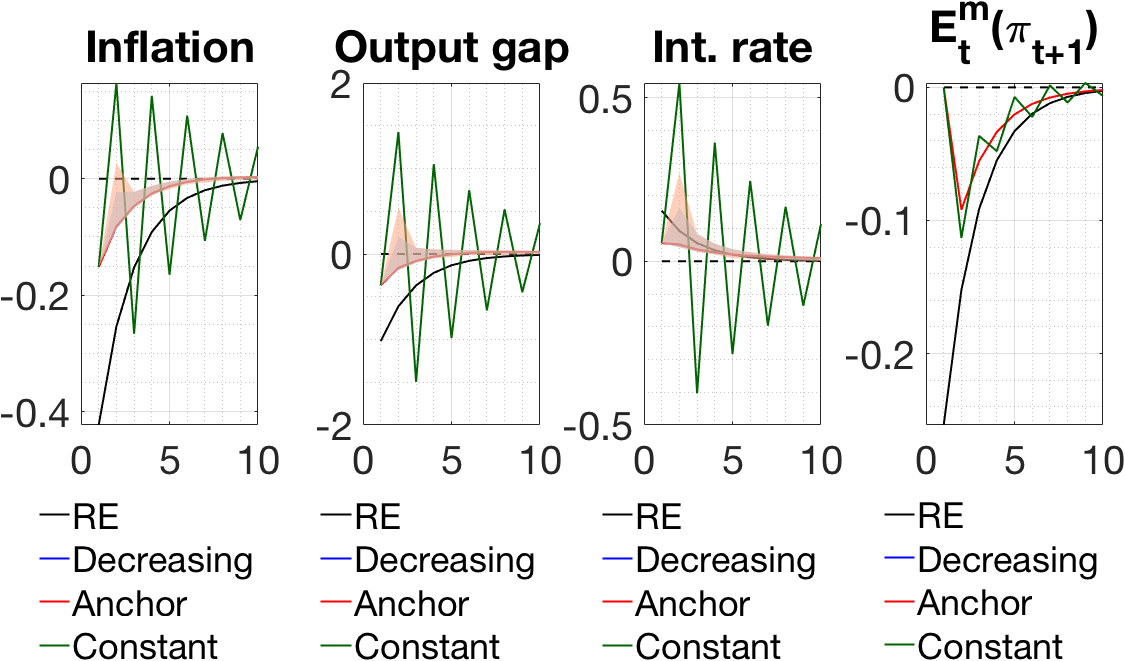 Inflation
0
-0.2
-0.4
0 5 10
RE
Decreasing
Anchor
Constant
Output gap
2
0
-2
0 5 10
RE
Decreasing
Anchor
Constant
Int. rate
0.5
0
-0.5
0 5 10
RE
Decreasing
Anchor
Constant
E_t^m(π_{t+1})
0
-0.1
-0.2
0 5 10
RE
Decreasing
Anchor
Constant